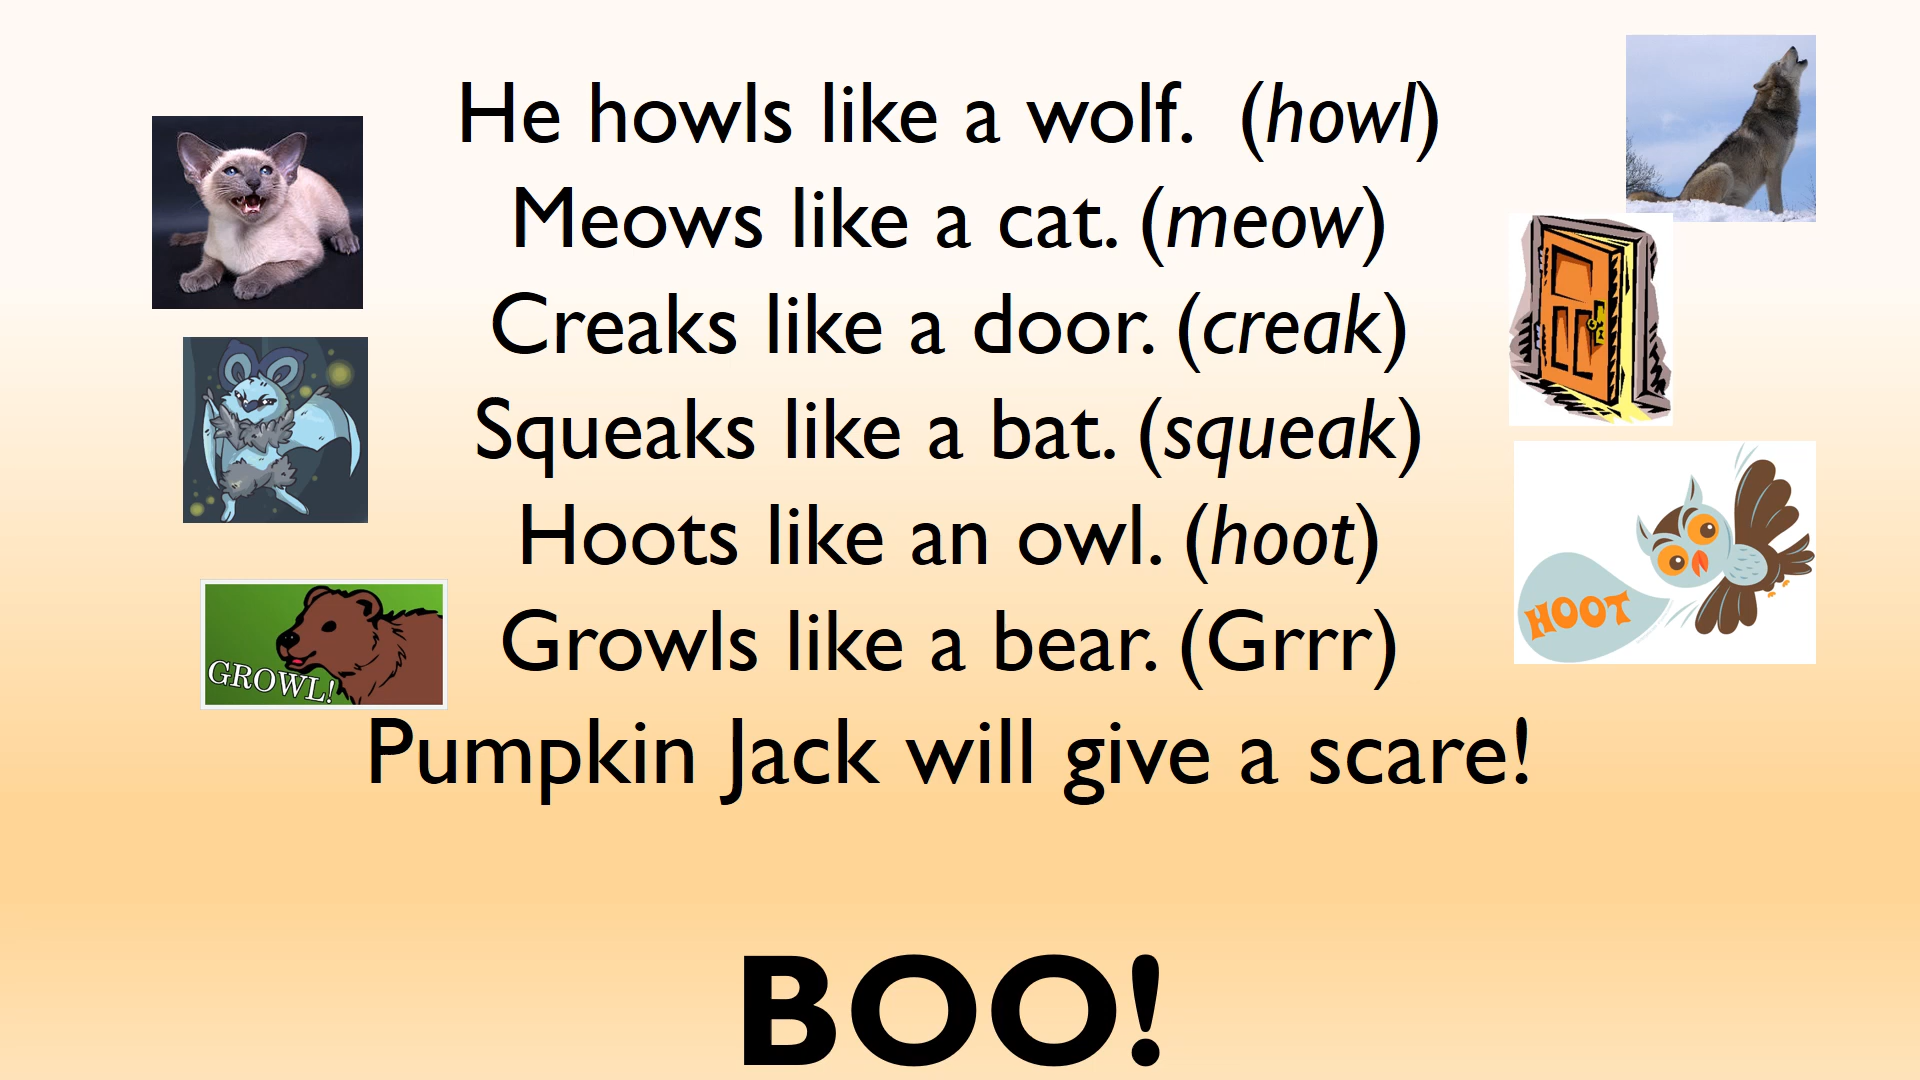 He howls like a wolf.  (howl)
Meows like a cat. (meow)
Creaks like a door. (creak)
Squeaks like a bat. (squeak)
Hoots like an owl. (hoot)
HOOT
Growls like a bear. (Grrr)
GROWL!
Pumpkin Jack will give a scare!
BOO!